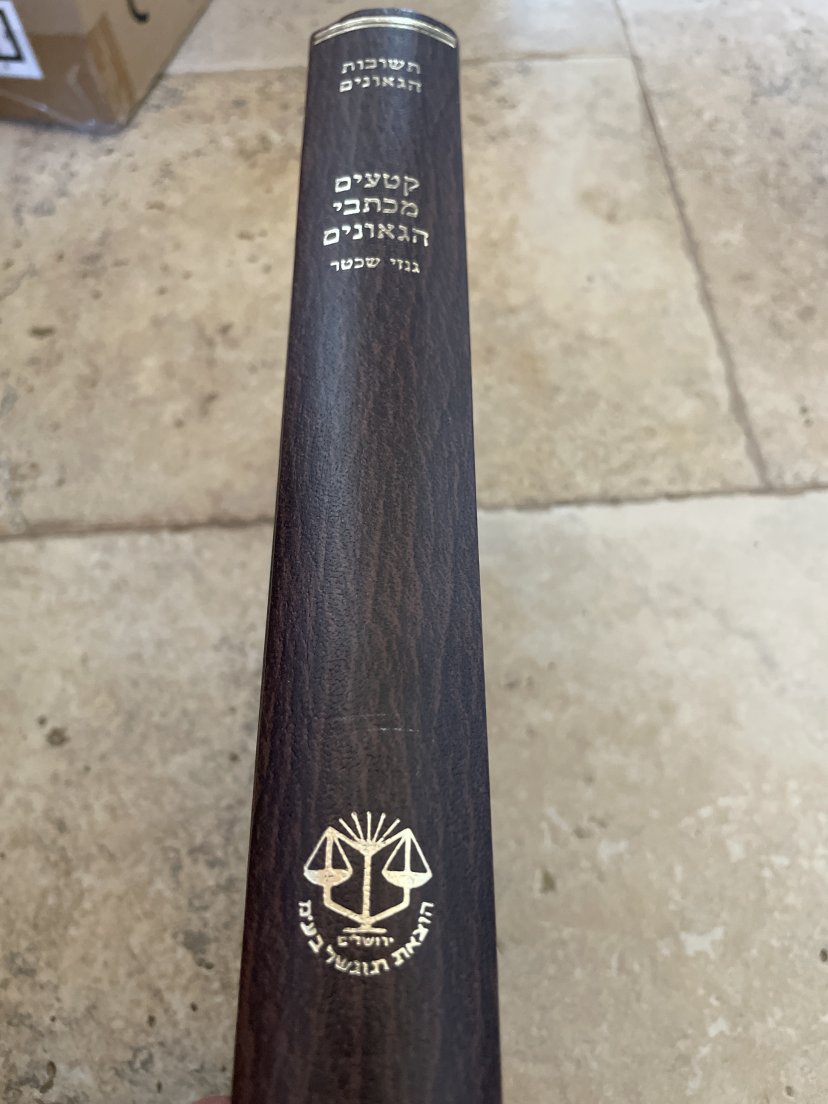 תשובות
הגאונים
קטעים
מכתבי
הגאונים
גנזי שכטר
ירושלים
הוצאת תוגשל בע״מ